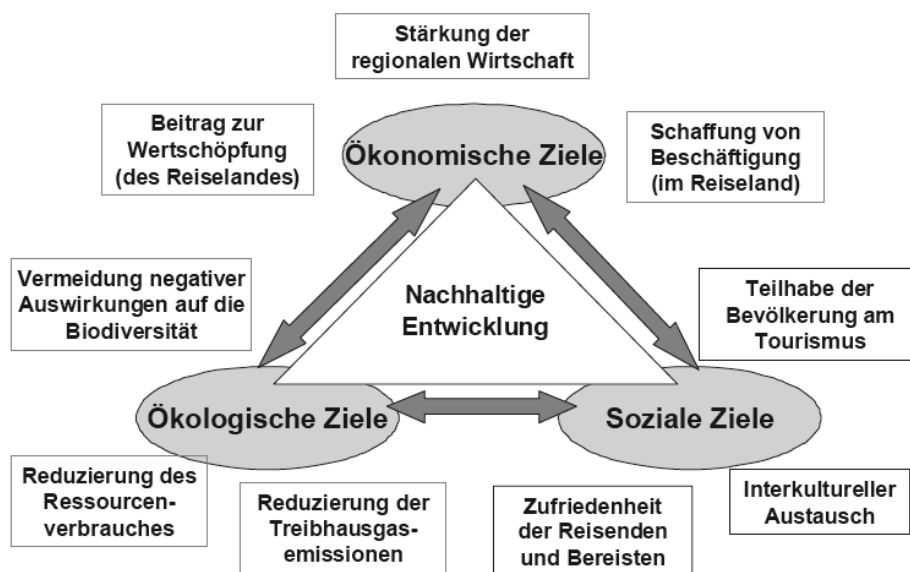 Stärkung der
regionalen Wirtschaft
Beitrag zur
Wertschöpfung
(des Reiselandes)
Ökonomische Ziele
Schaffung von
Beschäftigung
(im Reiseland)
Vermeidung negativer
Auswirkungen auf die
Biodiversität
Nachhaltige
Entwicklung
Teilhabe der
Bevölkerung am
Tourismus
Ökologische Ziele
Soziale Ziele
Reduzierung des
Ressourcen-
verbrauches
Reduzierung der
Treibhausgas-
emissionen
Zufriedenheit
der Reisenden
und Bereisten
Interkultureller
Austausch